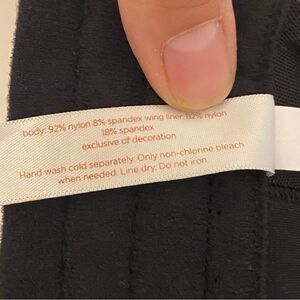 body: 92% nylon 8% spandex wing liner: 82% nylon
18% spandex
exclusive of decoration
Hand wash cold separately. Only non-chlorine bleach
when needed. Line dry. Do not iron.